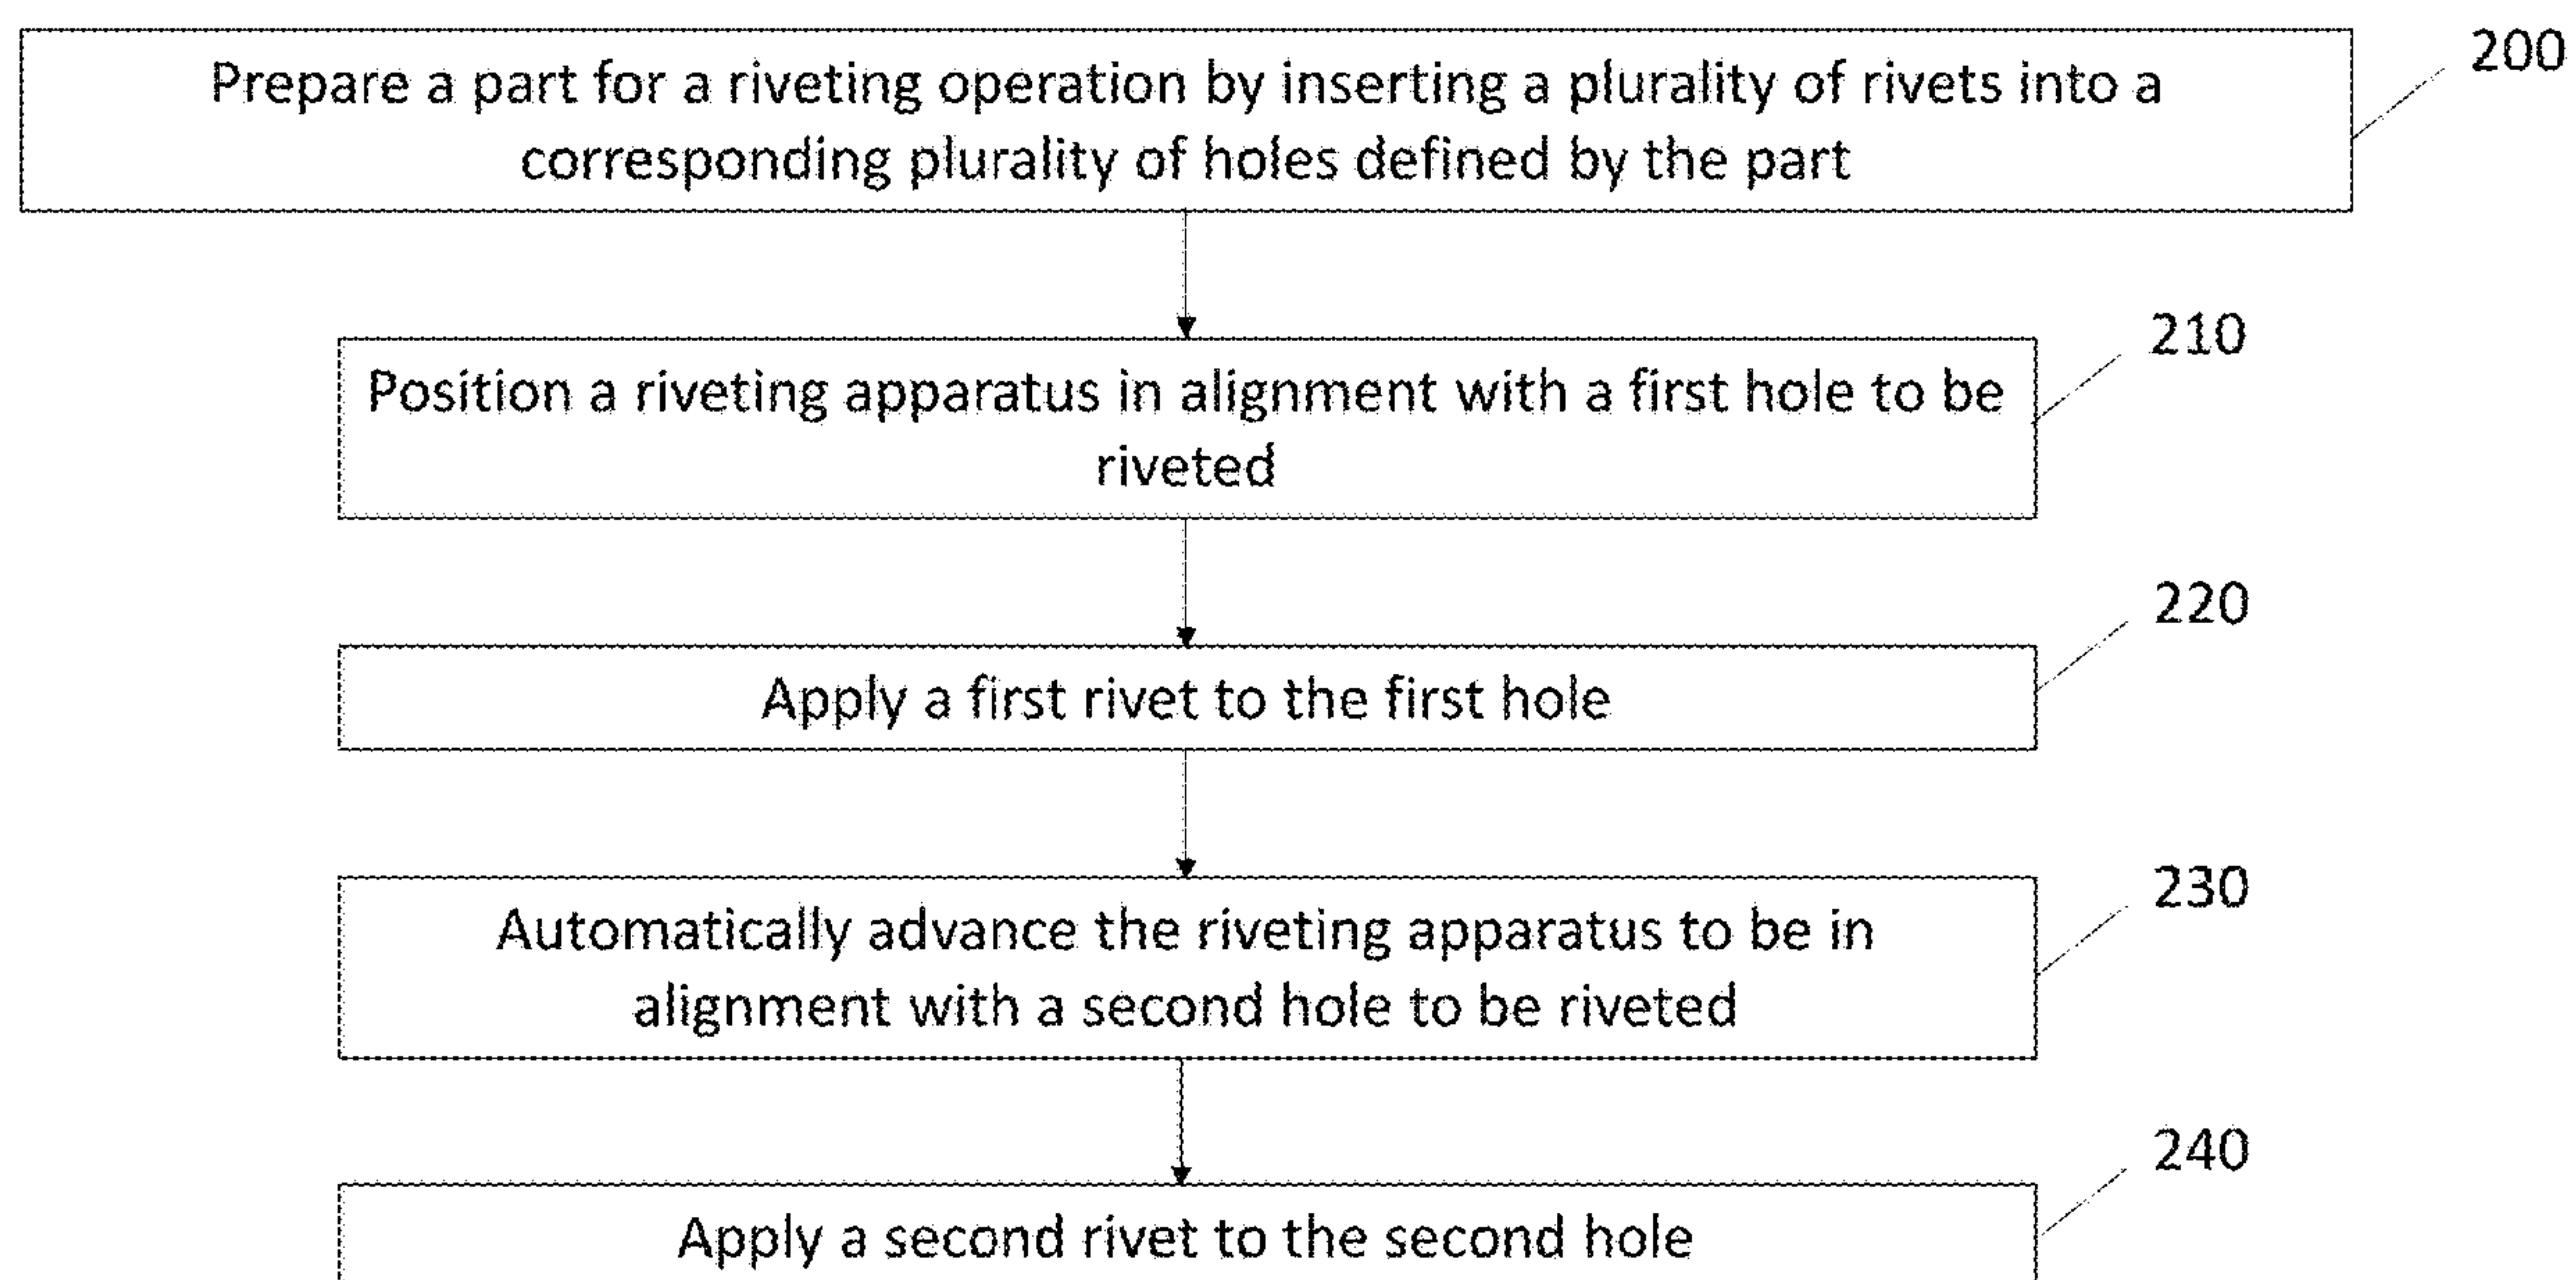 Prepare a part for a riveting operation by inserting a plurality of rivets into a
corresponding plurality of holes defined by the part
200
Position a riveting apparatus in alignment with a first hole to be
riveted
210
Apply a first rivet to the first hole
220
Automatically advance the riveting apparatus to be in
alignment with a second hole to be riveted
230
Apply a second rivet to the second hole
240